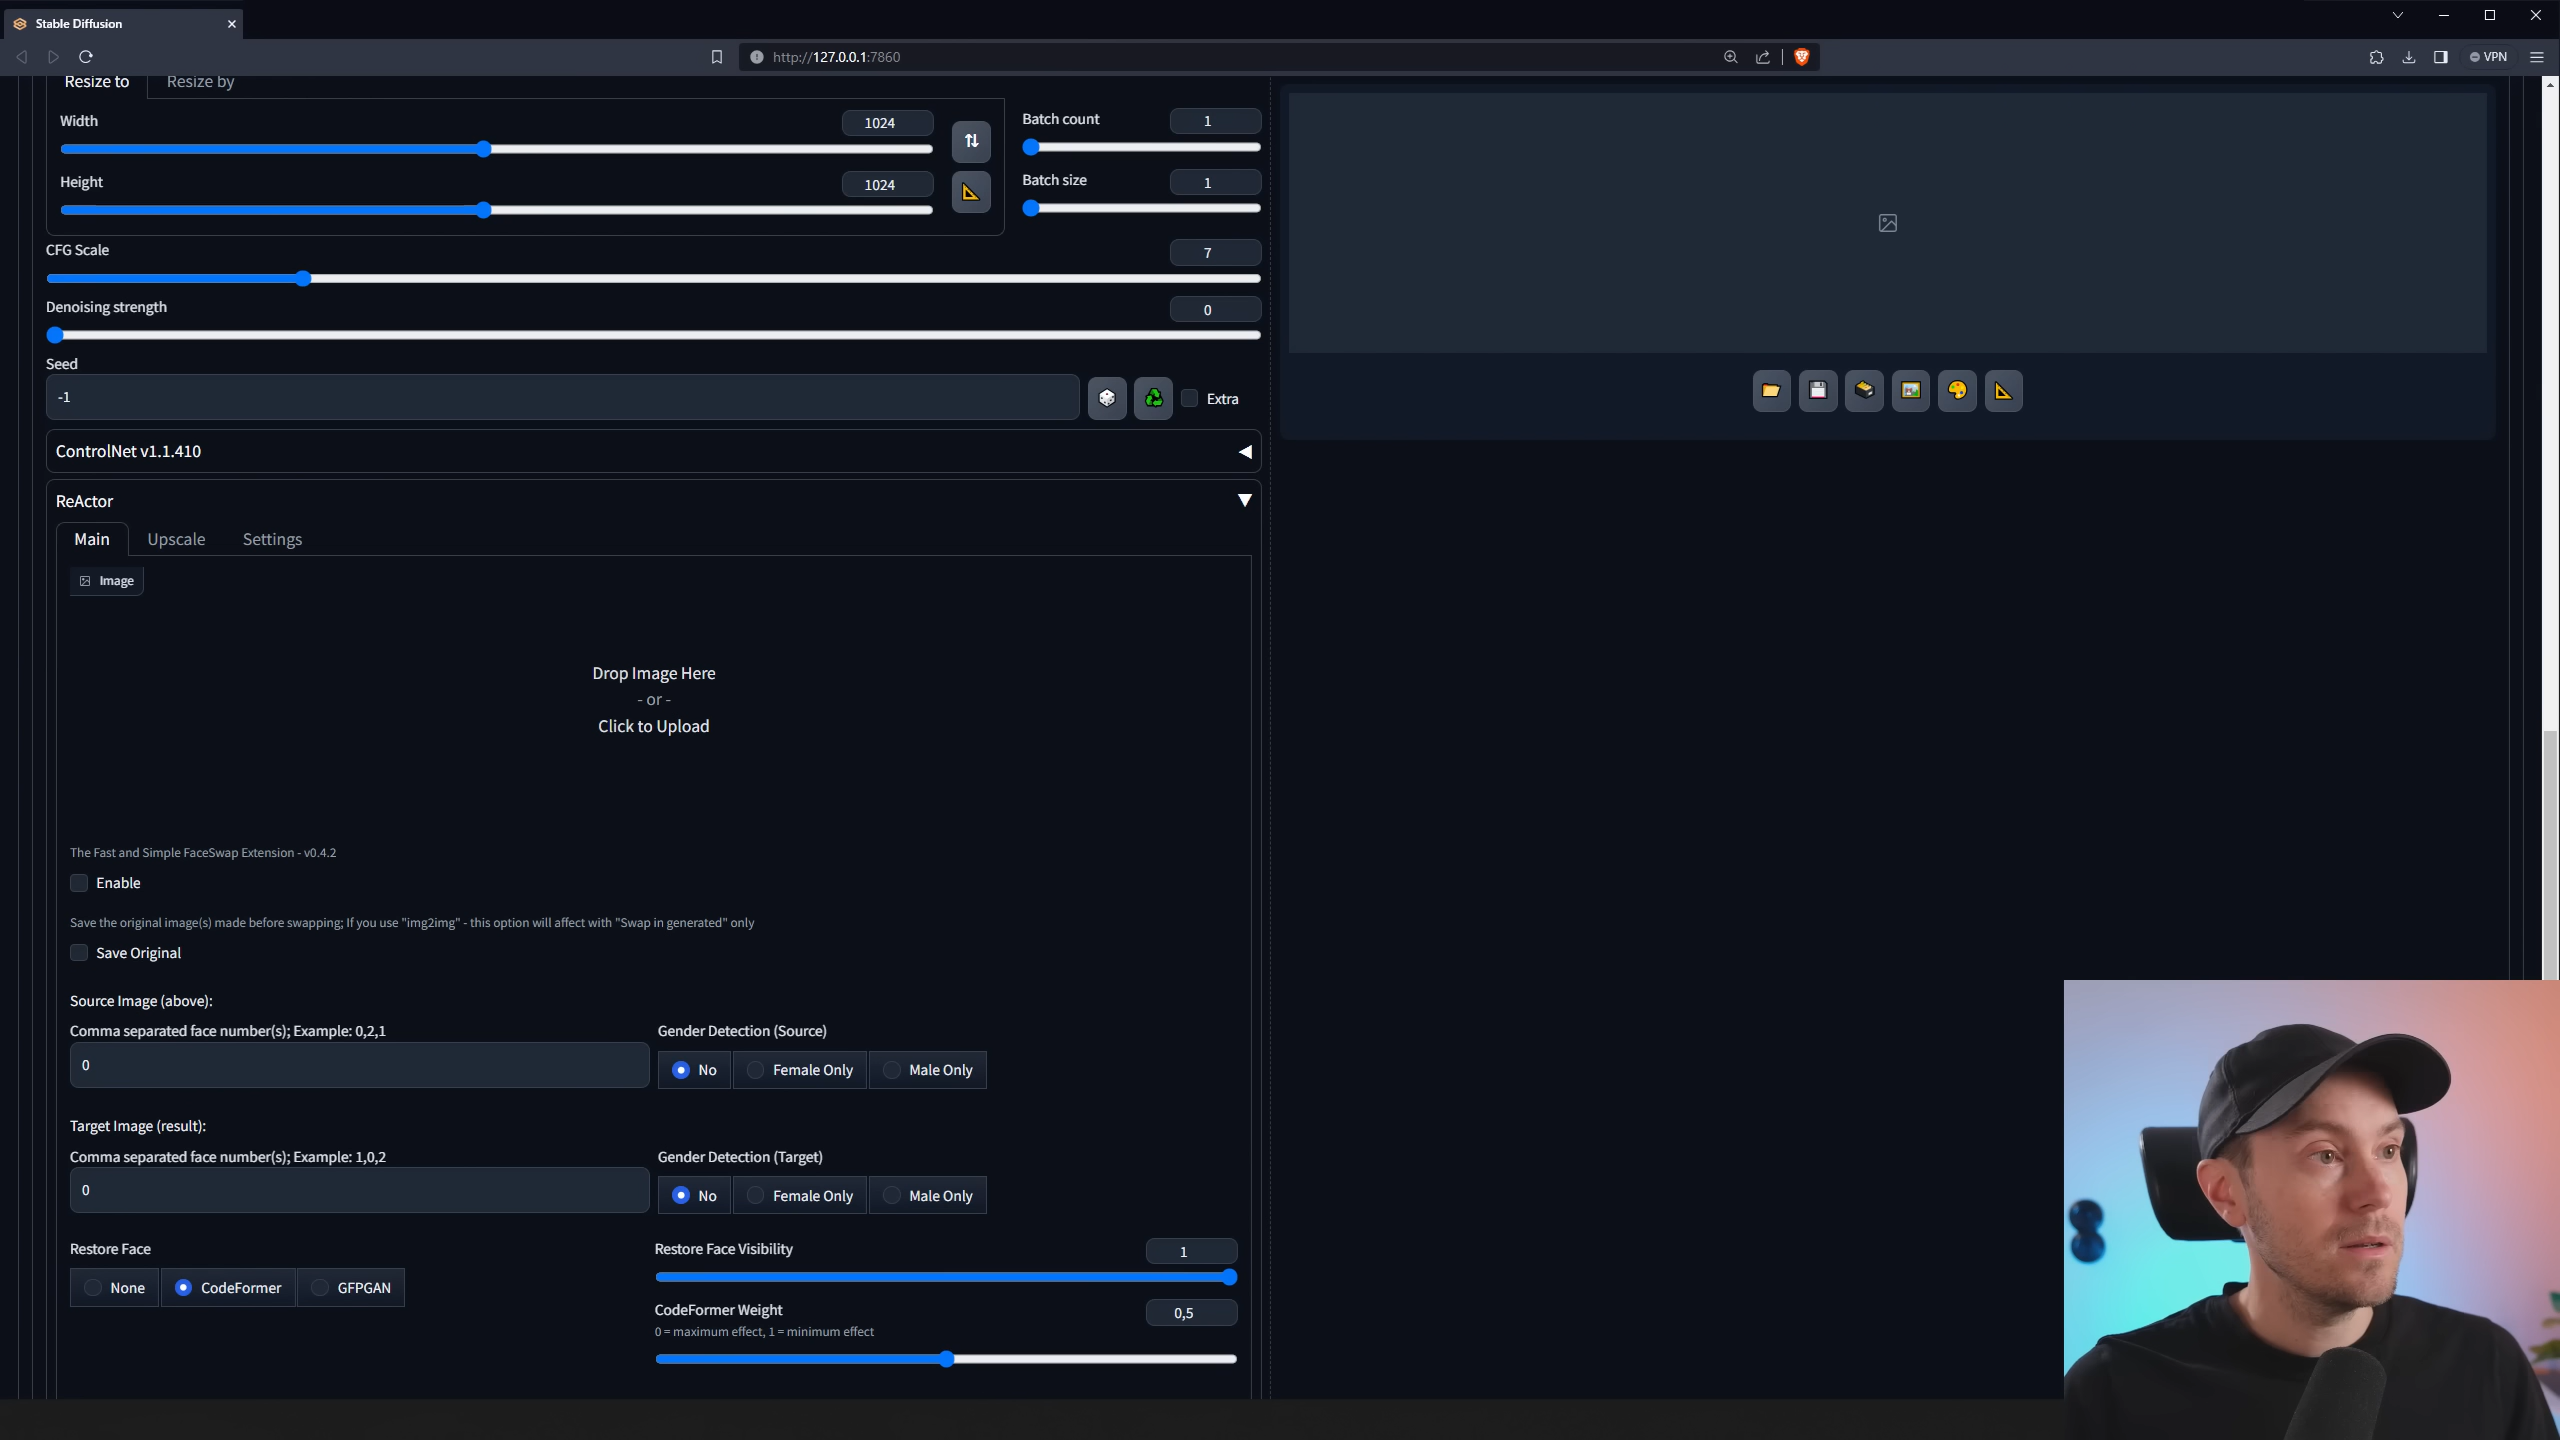 Stable Diffusion
http://127.0.0.1:7860
VPN
Resize to
Resize by
Width
1024
Batch count
1
Height
1024
Batch size
1
CFG Scale
7
Denoising strength
0
Seed
-1
Extra
ControlNet v1.1.410
ReActor
Main
Upscale
Settings
Image
Drop Image Here
- or -
Click to Upload
The Fast and Simple FaceSwap Extension - v0.4.2
Enable
Save the original image(s) made before swapping; If you use "img2img" - this option will affect with "Swap in generated" only
Save Original
Source Image (above):
Comma separated face number(s); Example: 0,2,1
Gender Detection (Source)
0
No
Female Only
Male Only
Target Image (result):
Comma separated face number(s); Example: 1,0,2
Gender Detection (Target)
0
No
Female Only
Male Only
Restore Face
Restore Face Visibility
1
None
CodeFormer
GFPGAN
CodeFormer Weight
0,5
0 = maximum effect, 1 = minimum effect